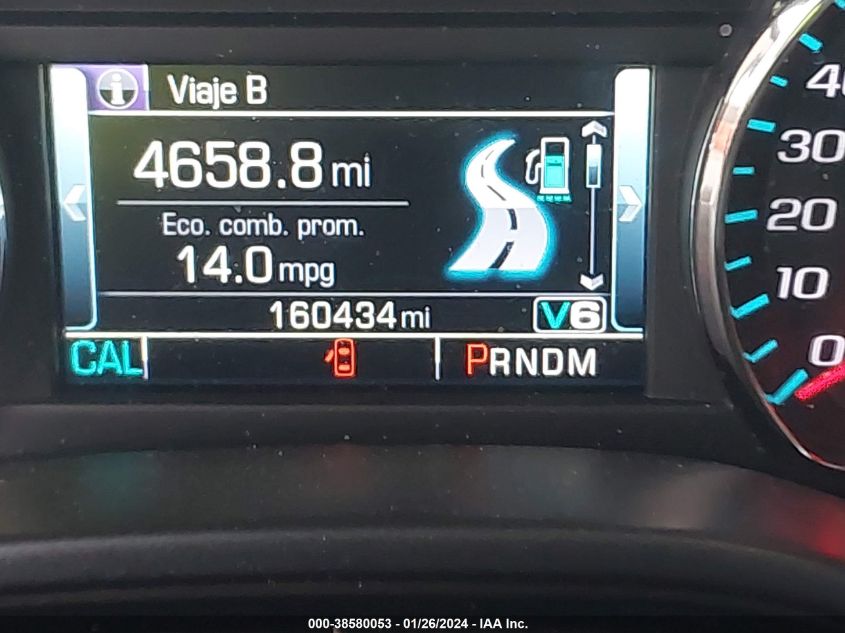 i Viaje B
4658.8 mi
Eco. comb. prom.
14.0 mpg
160434 mi V6
CAL PRNDM
30
20
10
0
000-38580053 - 01/26/2024 - IAA Inc.